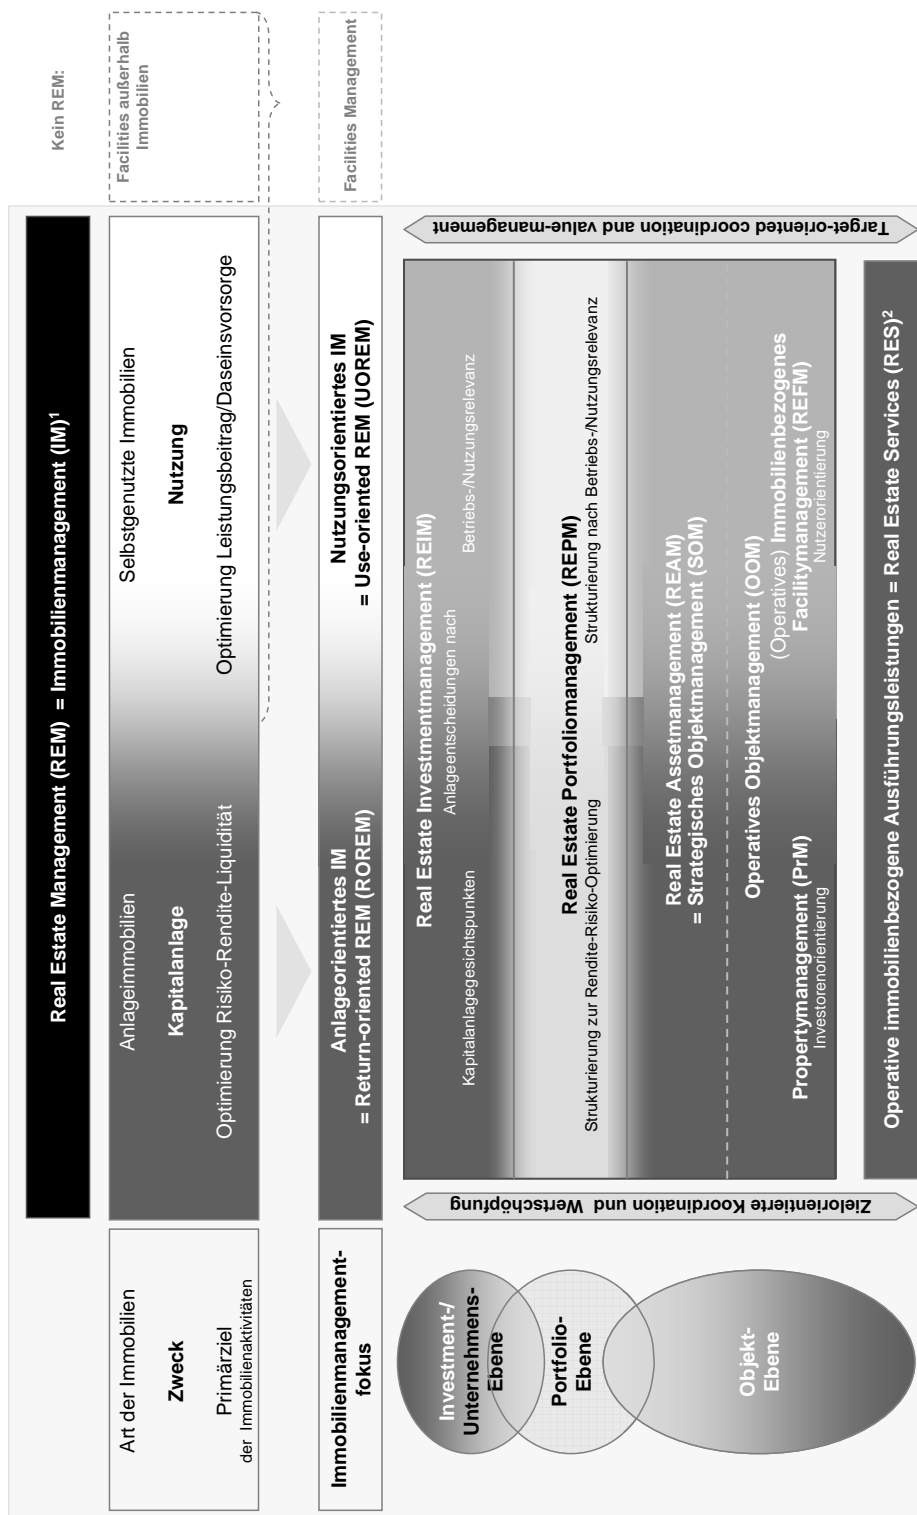 Kein REM:
Real Estate Management (REM) = Immobilienmanagement (IM)¹
Art der Immobilien
Zweck
Primärziel
der Immobilienaktivitäten
Anlageimmobilien
Kapitalanlage
Optimierung Risiko-Rendite-Liquidität
Selbstgenutzte Immobilien
Nutzung
Optimierung Leistungsbeitrag/Daseinsvorsorge
Facilities außerhalb
Immobilien
Immobilienmanagement-
fokus
Anlageorientiertes IM
= Return-oriented REM (ROREM)
Nutzungsorientiertes IM
= Use-oriented REM (UOREM)
Facilities Management
Investment-/
Unternehmens-
Ebene
Portfolio-
Ebene
Objekt-
Ebene
Zielorientierte Koordination und Wertschöpfung
Real Estate Investmentmanagement (REIM)
Anlageentscheidungen nach
Kapitalanlagegesichtspunkten
Betriebs-/Nutzungsrelevanz
Real Estate Portfoliomanagement (REPM)
Strukturierung zur Rendite-Risiko-Optimierung
Strukturierung nach Betriebs-/Nutzungsrelevanz
Real Estate Assetmanagement (REAM)
= Strategisches Objektmanagement (SOM)
Operatives Objektmanagement (OOM)
Propertymanagement (PrM)
Investorenorientierung
(Operatives) Immobilienbezogenes
Facilitymanagement (REFM)
Nutzerorientierung
Target-oriented coordination and value-management
Operative immobilienbezogene Ausführungsleistungen = Real Estate Services (RES)²